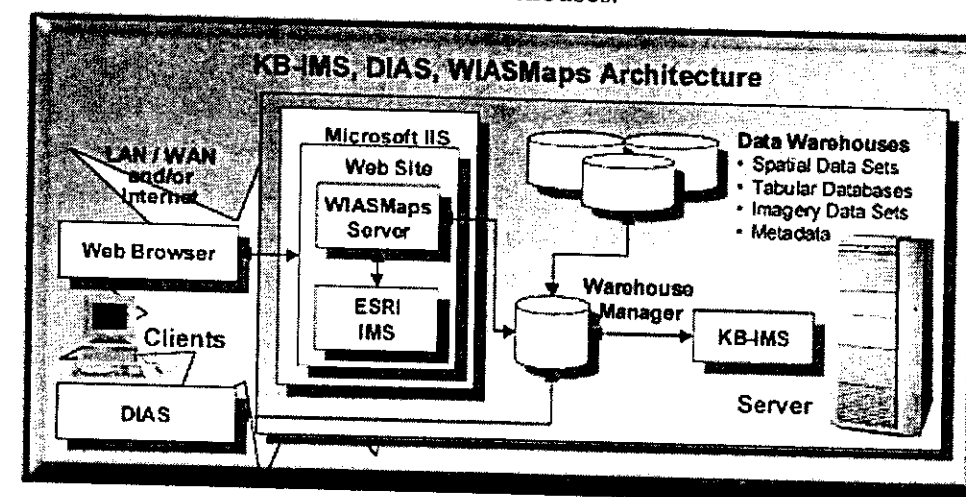 KB-IMS, DIAS, WIASMaps Architecture
LAN / WAN
and/or
Internet
Microsoft IIS
Web Site
WIASMaps
Server
ESRI
IMS
Web Browser
Clients
DIAS
Data Warehouses
• Spatial Data Sets
• Tabular Databases
• Imagery Data Sets
• Metadata
Warehouse
Manager
KB-IMS
Server